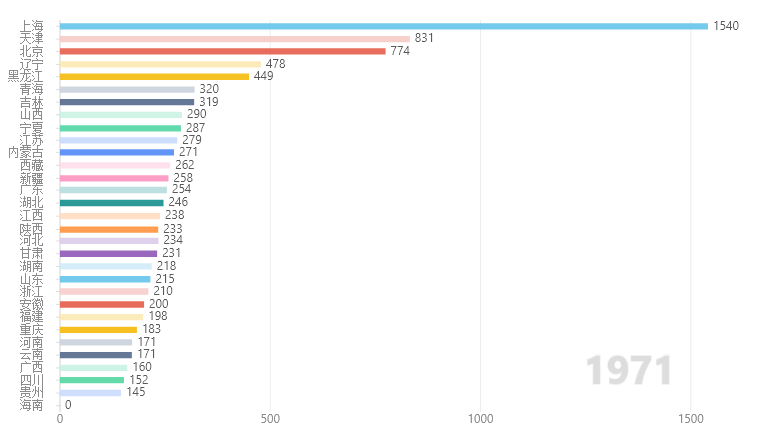 上海 1540
天津 831
北京 774
辽宁 478
黑龙江 449
青海 320
吉林 319
山西 290
宁夏 287
江苏 279
内蒙古 271
西藏 262
新疆 258
广东 254
湖北 246
江西 238
陕西 233
河北 234
甘肃 231
湖南 218
山东 215
浙江 210
安徽 200
福建 198
重庆 183
河南 171
云南 171
广西 160
四川 152
贵州 145
海南 0
1971
0 500 1000 1500